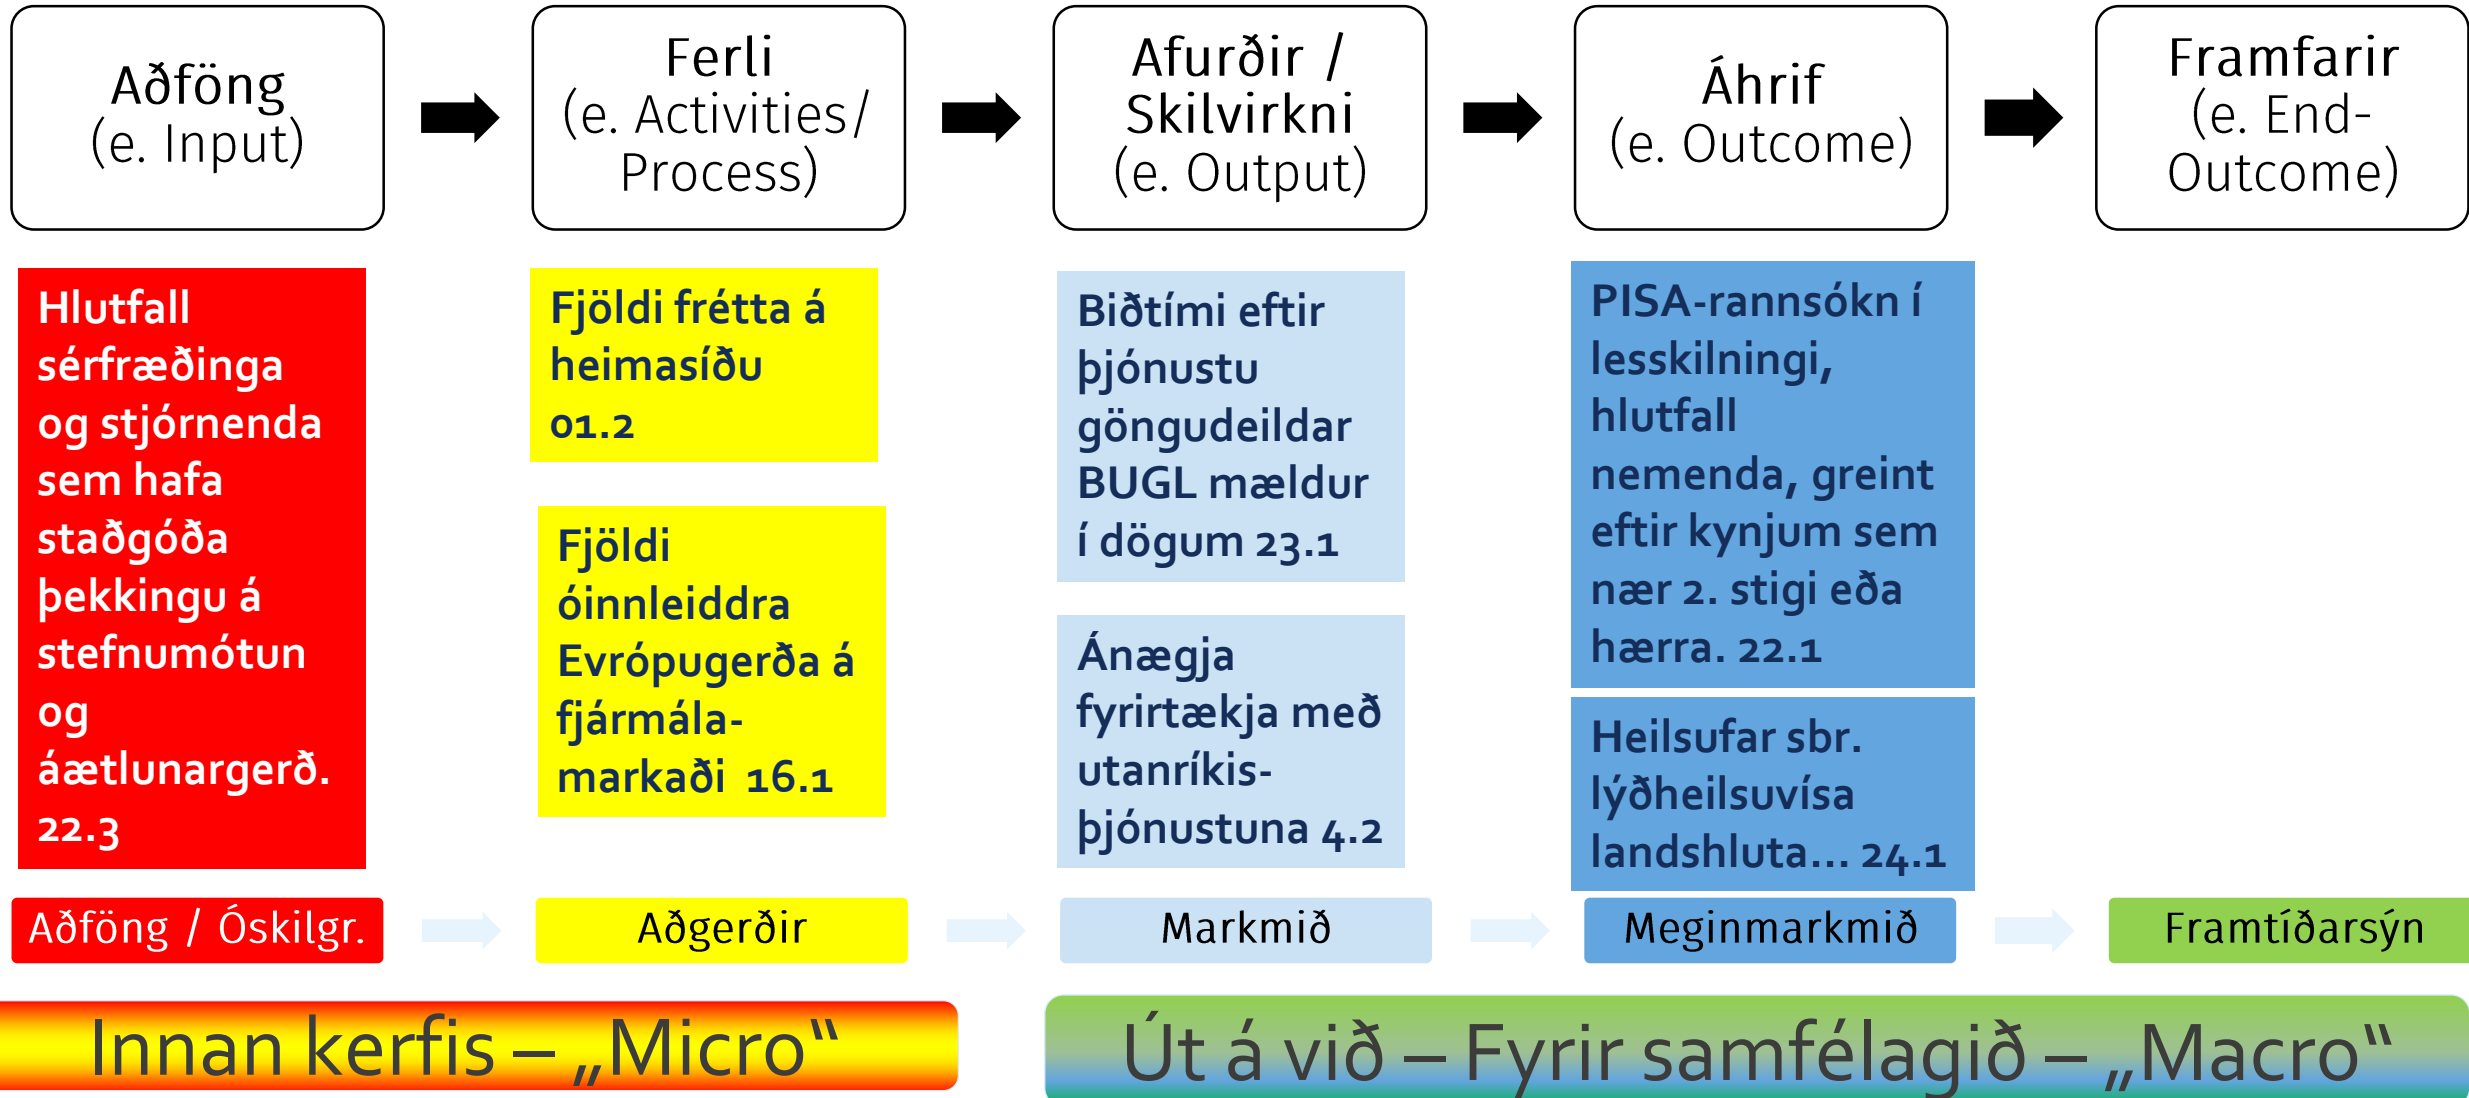 Aðföng
(e. Input)
Ferli
(e. Activities/
Process)
Afurðir /
Skilvirkni
(e. Output)
Áhrif
(e. Outcome)
Framfarir
(e. End-
Outcome)
Hlutfall
sérfræðinga
og stjórnenda
sem hafa
staðgóða
þekkingu á
stefnumótun
og
áætlunargerð.
22.3
Fjöldi frétta á
heimasíðu
01.2
Fjöldi
óinnleiddra
Evrópugerða á
fjármála-
markaði 16.1
Biðtími eftir
þjónustu
göngudeildar
BUGL mældur
í dögum 23.1
Ánægja
fyrirtækja með
utanríkis-
þjónustuna 4.2
PISA-rannsókn í
lesskilningi,
hlutfall
nemenda, greint
eftir kynjum sem
nær 2. stigi eða
hærra. 22.1
Heilsufar sbr.
lýðheilsuvísa
landshluta... 24.1
Aðföng / Óskilgr.
Aðgerðir
Markmið
Meginmarkmið
Framtíðarsýn
Innan kerfis – „Micro“
Út á við – Fyrir samfélagið – „Macro“